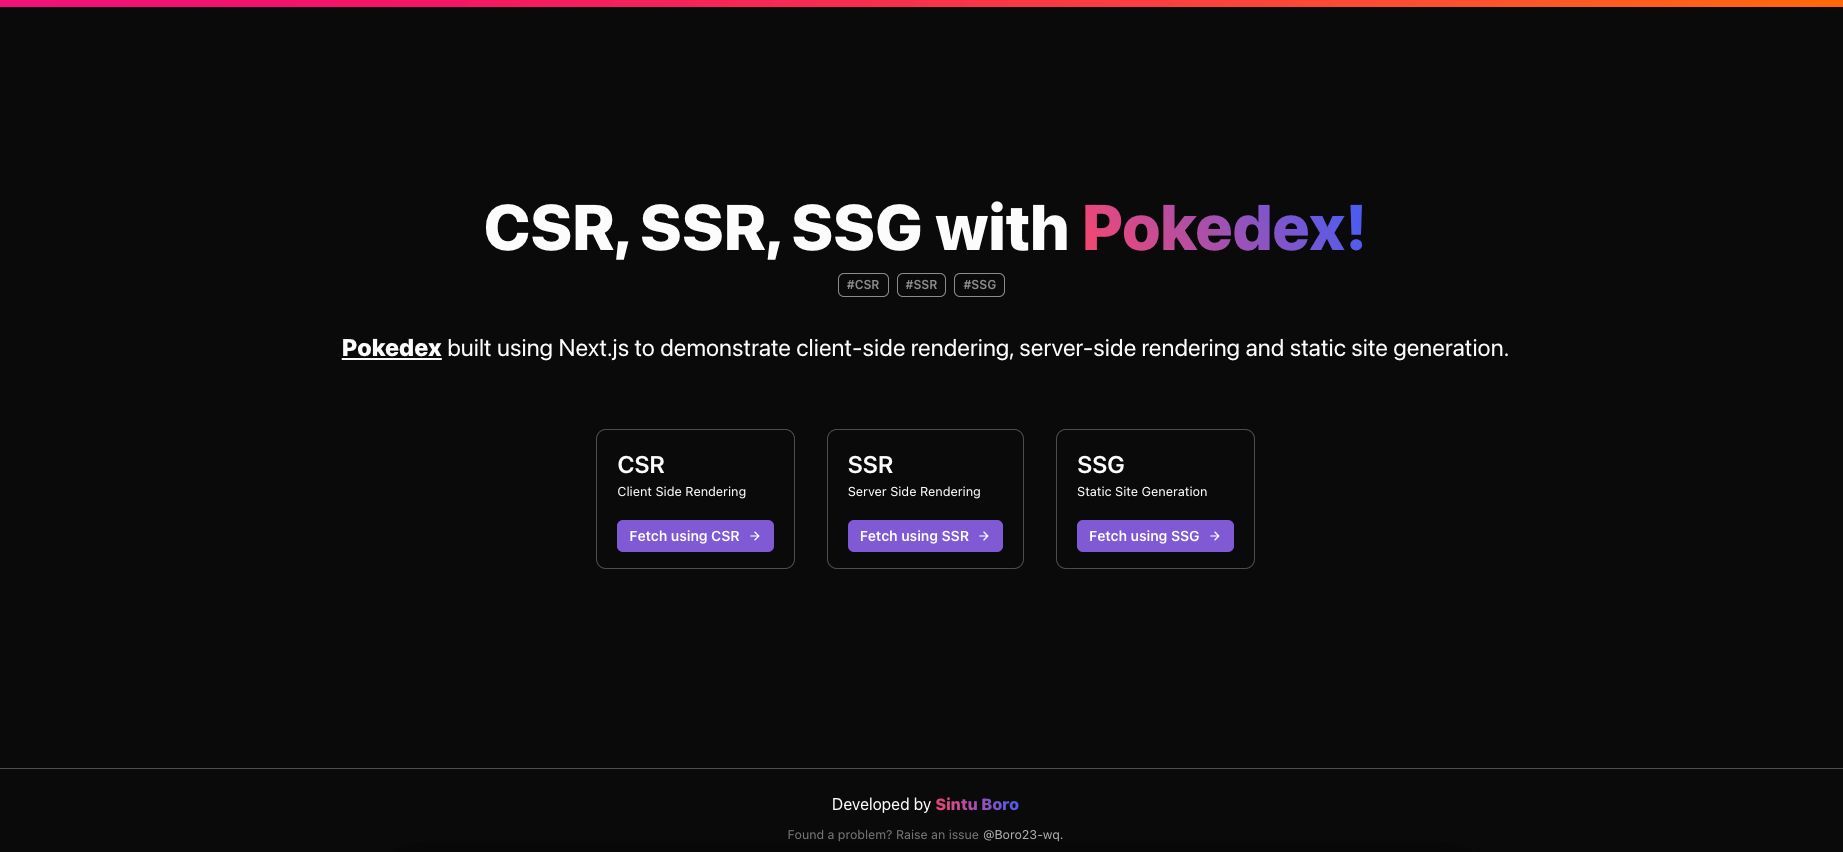 CSR, SSR, SSG with Pokedex!
#CSR #SSR #SSG
Pokedex built using Next.js to demonstrate client-side rendering, server-side rendering and static site generation.
CSR
Client Side Rendering
Fetch using CSR →
SSR
Server Side Rendering
Fetch using SSR →
SSG
Static Site Generation
Fetch using SSG →
Developed by Sintu Boro
Found a problem? Raise an issue @Boro23-wq.